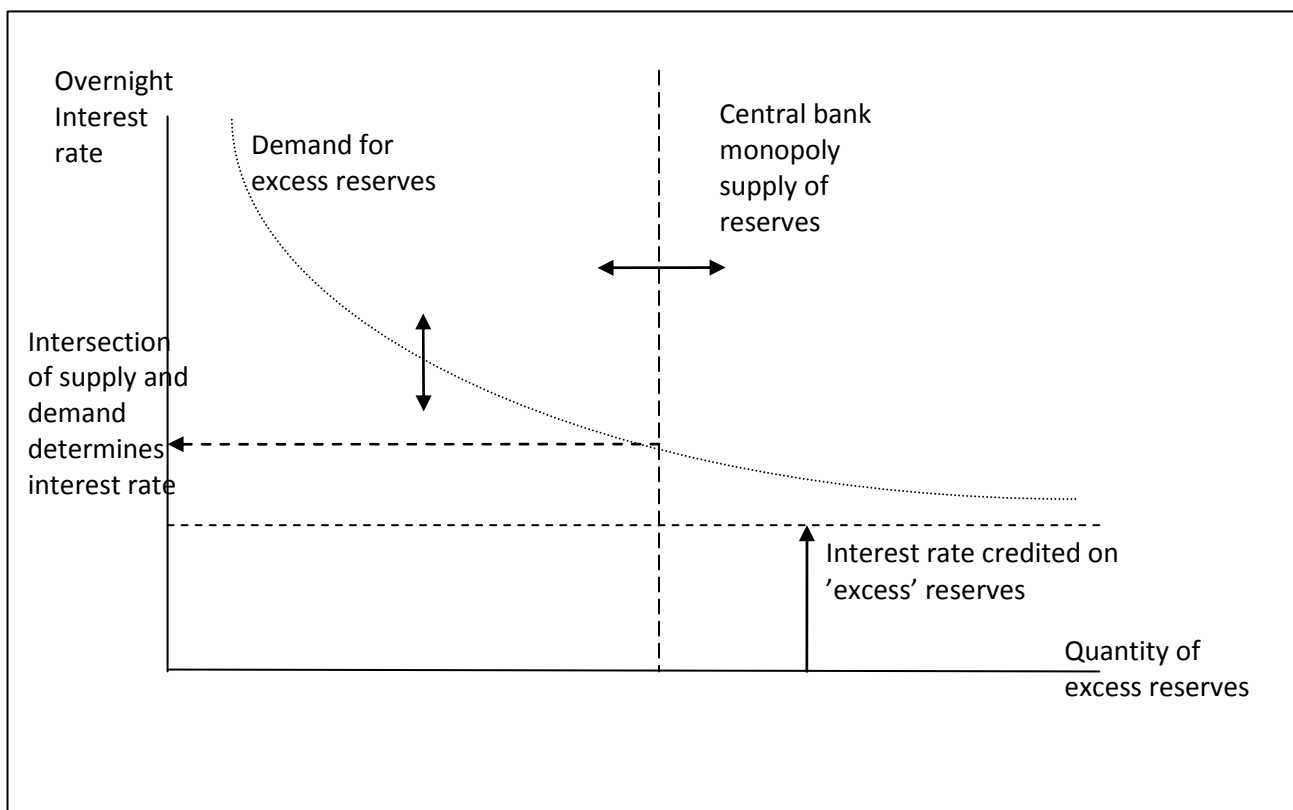 Overnight
Interest
rate
Demand for
excess reserves
Central bank
monopoly
supply of
reserves
Intersection
of supply and
demand
determines
interest rate
Interest rate credited on
’excess’ reserves
Quantity of
excess reserves